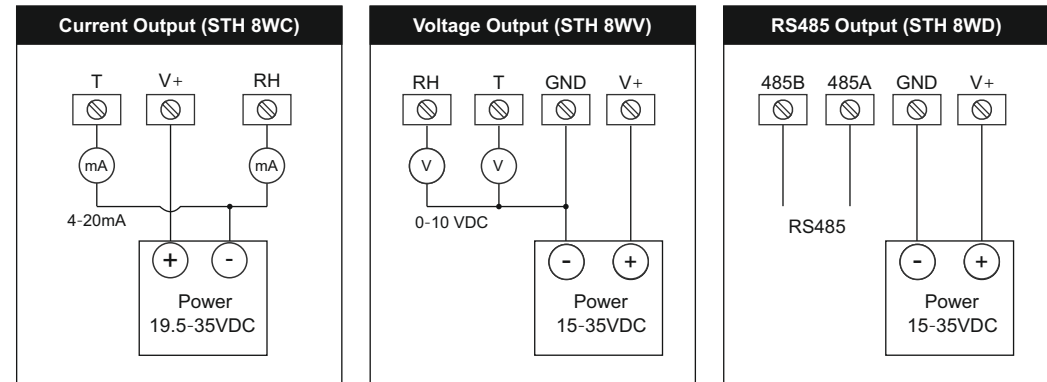 Current Output (STH 8WC)
T V+ RH
mA mA
4-20mA
+ -
Power
19.5-35VDC
Voltage Output (STH 8WV)
RH T GND V+
V V
0-10 VDC
- +
Power
15-35VDC
RS485 Output (STH 8WD)
485B 485A GND V+
RS485
- +
Power
15-35VDC